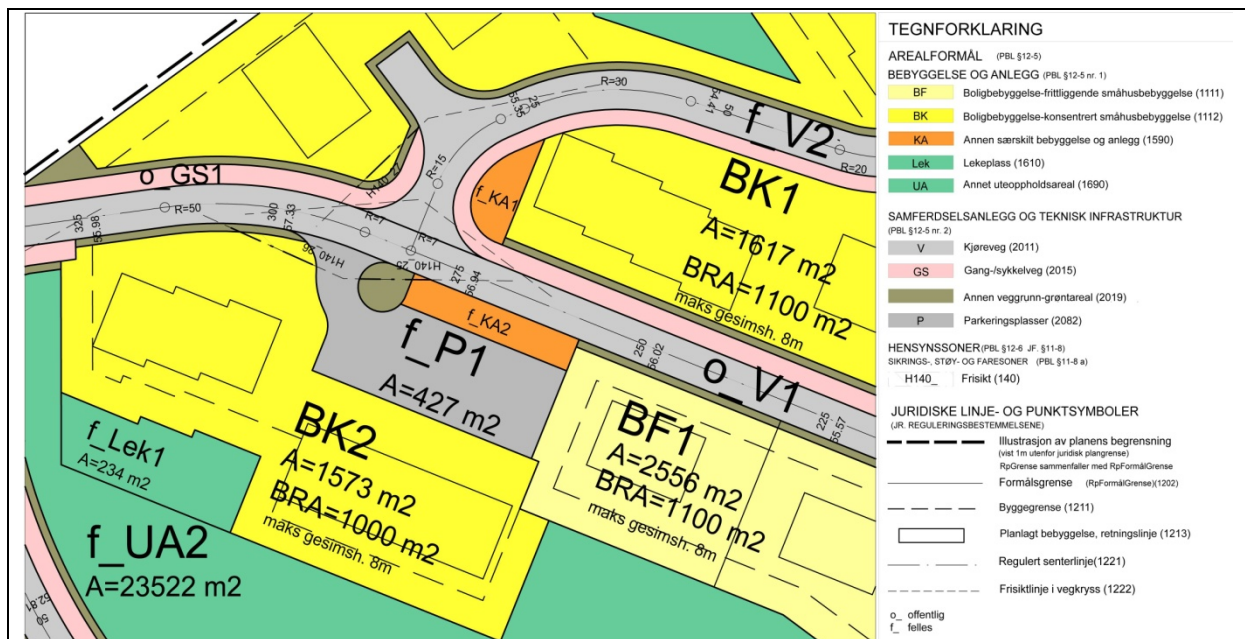 o_GS1
R=50
325
55.98
300
57.33
H140_27
H140_26
R=7
R=7
H140_25
R=15
55.35
25
R=30
54.41
50
f_V2
R=20
f_KA1
BK1
A=1617 m2
BRA=1100 m2
maks gesimsh. 8m
275
56.94
f_KA2
f_P1
A=427 m2
250
56.02
o_V1
225
55.57
f_Lek1
A=234 m2
BK2
A=1573 m2
BRA=1000 m2
maks gesimsh. 8m
BF1
A=2556 m2
BRA=1100 m2
maks gesimsh. 8m
f_UA2
A=23522 m2
52.81
50
TEGNFORKLARING
AREALFORMÅL (PBL §12-5)
BEBYGGELSE OG ANLEGG (PBL §12-5 nr. 1)
BF Boligbebyggelse-frittliggende småhusbebyggelse (1111)
BK Boligbebyggelse-konsentrert småhusbebyggelse (1112)
KA Annen særskilt bebyggelse og anlegg (1590)
Lek Lekeplass (1610)
UA Annet uteoppholdsareal (1690)
SAMFERDSELSANLEGG OG TEKNISK INFRASTRUKTUR
(PBL §12-5 nr. 2)
V Kjøreveg (2011)
GS Gang-/sykkelveg (2015)
Annen veggrunn-grøntareal (2019)
P Parkeringsplasser (2082)
HENSYNSSONER(PBL §12-6 JF. §11-8)
SIKRINGS-, STØY- OG FARESONER (PBL §11-8 a)
H140_ Frisikt (140)
JURIDISKE LINJE- OG PUNKTSYMBOLER
(JR. REGULERINGSBESTEMMELSENE)
Illustrasjon av planens begrensning
(vist 1m utenfor juridisk plangrense)
RpGrense sammenfaller med RpFormålGrense
Formålsgrense (RpFormålGrense)(1202)
Byggegrense (1211)
Planlagt bebyggelse, retningslinje (1213)
Regulert senterlinje(1221)
Frisiktlinje i vegkryss (1222)
o_ offentlig
f_ felles